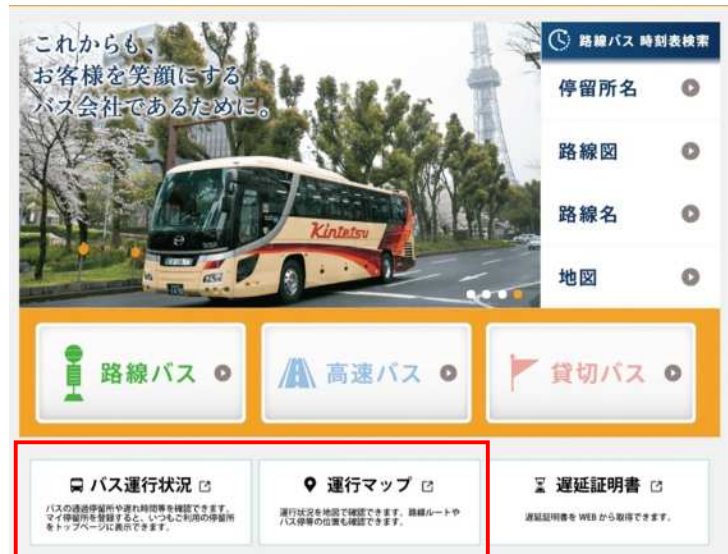 これからも、
お客様を笑顔にする
バス会社であるために。
Kintetsu
路線バス 時刻表検索
停留所名
路線図
路線名
地図
路線バス
高速バス
貸切バス
バス運行状況
バスの通過停留所や遅れ時間等を確認できます。
マイ停留所を登録すると、いつもご利用の停留所
をトップページに表示できます。
運行マップ
運行状況を地図で確認できます。路線ルートや
バス停等の位置も確認できます。
遅延証明書
遅延証明書を WEB から取得できます。